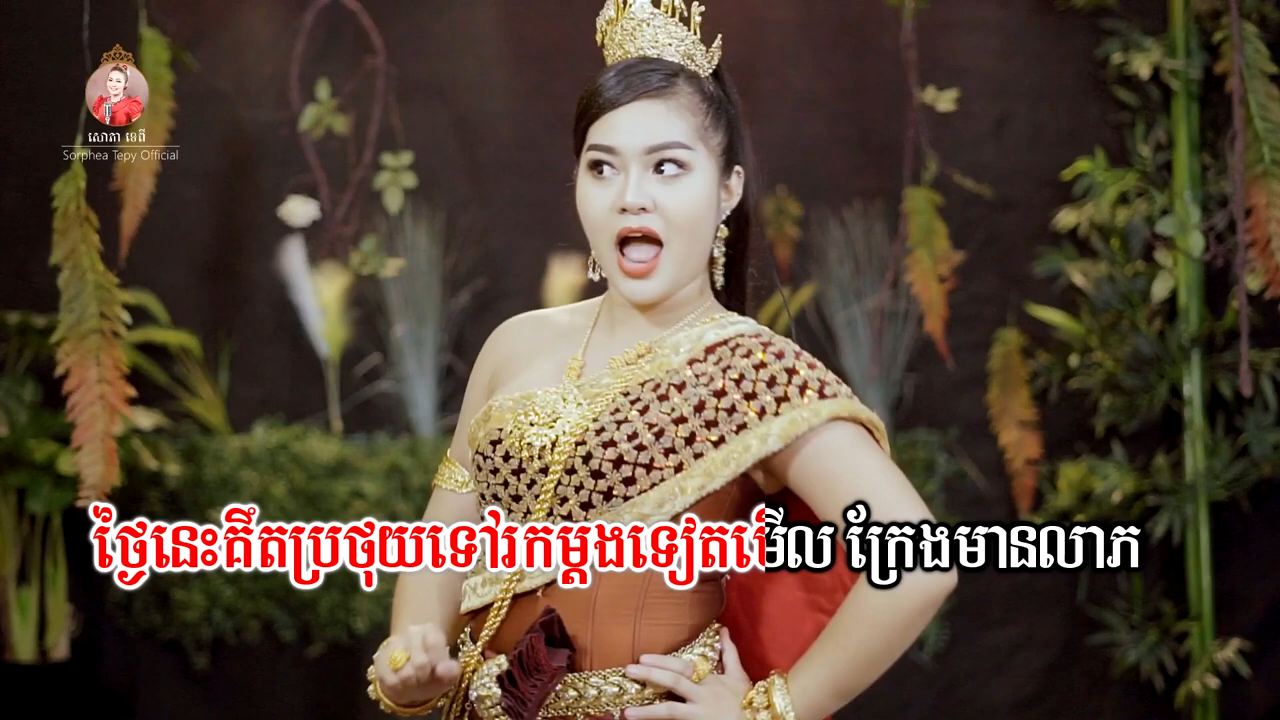 សោភា ទេពី
Sorphea Tepy Official
ថ្ងៃនេះគឹតប្រថុយទៅរកម្ដងទៀតមើល ក្រែងមានលាភ